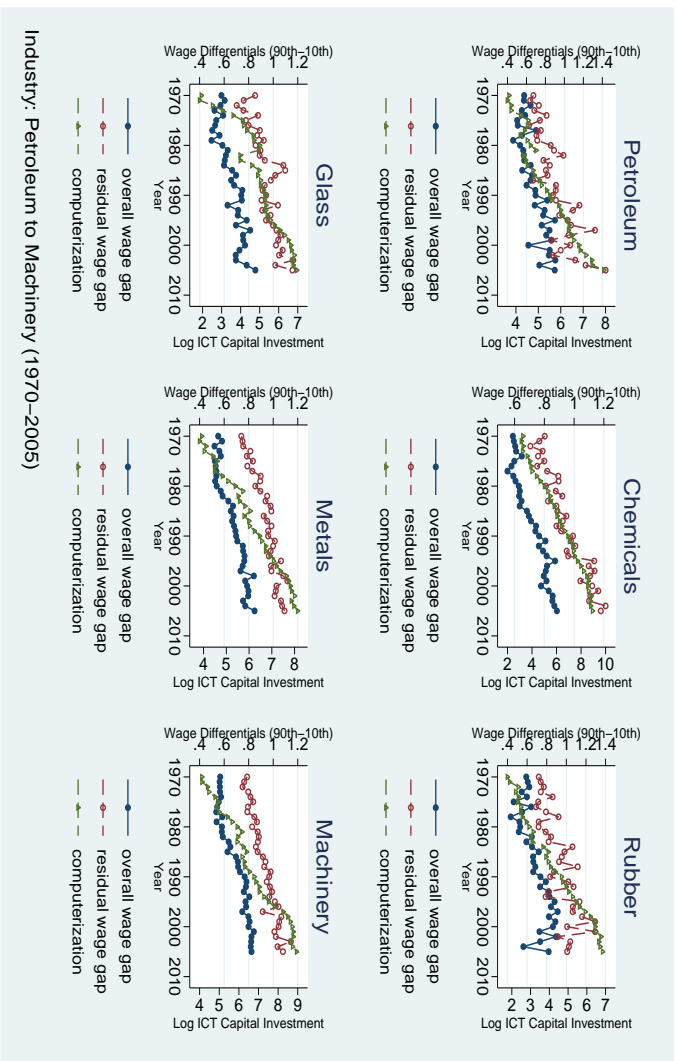 Petroleum
Wage Differentials (90th–10th)
.4 .6 .8 1 1.2 1.4
1970 1980 1990 2000 2010
Year
4 5 6 7 8
Log ICT Capital Investment
overall wage gap
residual wage gap
computerization
Chemicals
Wage Differentials (90th–10th)
.6 .8 1 1.2
1970 1980 1990 2000 2010
Year
2 4 6 8 10
Log ICT Capital Investment
overall wage gap
residual wage gap
computerization
Rubber
Wage Differentials (90th–10th)
.4 .6 .8 1 1.2 1.4
1970 1980 1990 2000 2010
Year
2 3 4 5 6 7
Log ICT Capital Investment
overall wage gap
residual wage gap
computerization
Glass
Wage Differentials (90th–10th)
.4 .6 .8 1 1.2
1970 1980 1990 2000 2010
Year
2 3 4 5 6 7
Log ICT Capital Investment
overall wage gap
residual wage gap
computerization
Metals
Wage Differentials (90th–10th)
.4 .6 .8 1 1.2
1970 1980 1990 2000 2010
Year
4 5 6 7 8
Log ICT Capital Investment
overall wage gap
residual wage gap
computerization
Machinery
Wage Differentials (90th–10th)
.4 .6 .8 1 1.2
1970 1980 1990 2000 2010
Year
4 5 6 7 8 9
Log ICT Capital Investment
overall wage gap
residual wage gap
computerization
Industry: Petroleum to Machinery (1970–2005)